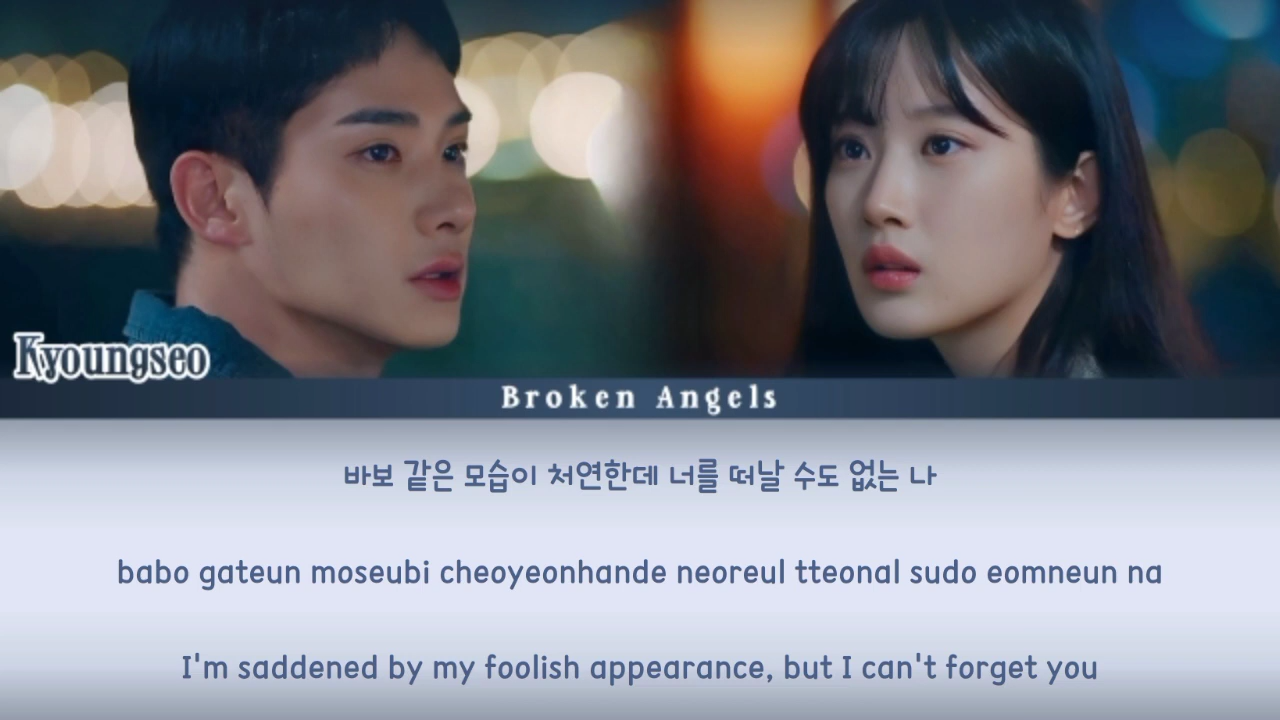 Kyoungseo
Broken Angels
바보 같은 모습이 처연한데 너를 떠날 수도 없는 나
babo gateun moseubi cheoyeonhande neoreul tteonal sudo eomneun na
I'm saddened by my foolish appearance, but I can't forget you